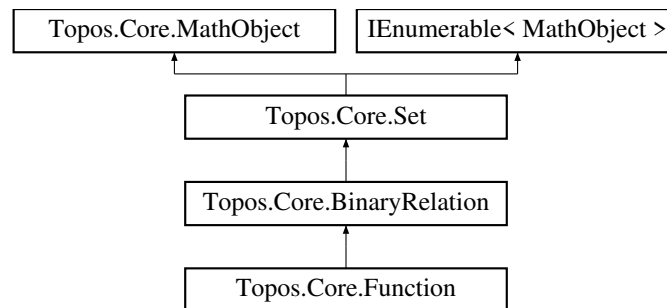 Topos.Core.MathObject
IEnumerable< MathObject >
Topos.Core.Set
Topos.Core.BinaryRelation
Topos.Core.Function